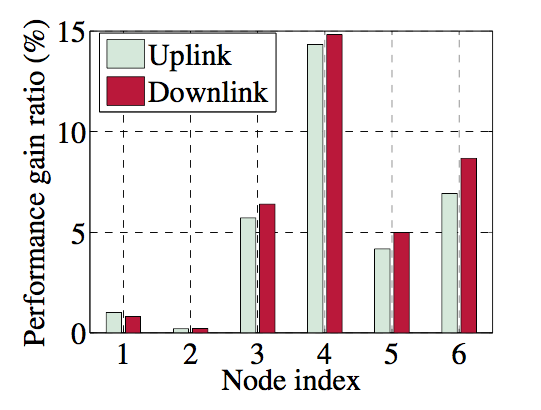 Performance gain ratio (%)
15
10
5
0
Uplink
Downlink
1 2 3 4 5 6
Node index